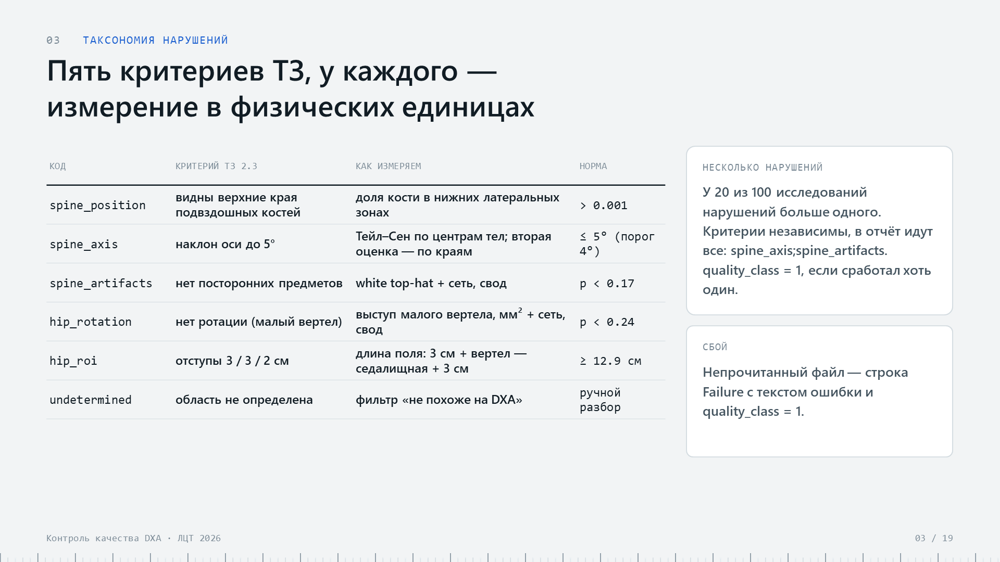 03 ТАКСОНОМИЯ НАРУШЕНИЙ
Пять критериев ТЗ, у каждого —
измерение в физических единицах
КОД КРИТЕРИЙ ТЗ 2.3 КАК ИЗМЕРЯЕМ НОРМА
spine_position
видны верхние края
подвздошных костей
доля кости в нижних латеральных
зонах
> 0.001
spine_axis
наклон оси до 5°
Тейл–Сен по центрам тел; вторая
оценка — по краям
≤ 5° (порог
4°)
spine_artifacts
нет посторонних предметов
white top-hat + сеть, свод
p < 0.17
hip_rotation
нет ротации (малый вертел)
выступ малого вертела, мм² + сеть,
свод
p < 0.24
hip_roi
отступы 3 / 3 / 2 см
длина поля: 3 см + вертел —
седалищная + 3 см
≥ 12.9 см
undetermined
область не определена
фильтр «не похоже на DXA»
ручной
разбор
НЕСКОЛЬКО НАРУШЕНИЙ
У 20 из 100 исследований
нарушений больше одного.
Критерии независимы, в отчёт идут
все: spine_axis;spine_artifacts.
quality_class = 1, если сработал хоть
один.
СБОЙ
Непрочитанный файл — строка
Failure с текстом ошибки и
quality_class = 1.
Контроль качества DXA · ЛЦТ 2026
03 / 19